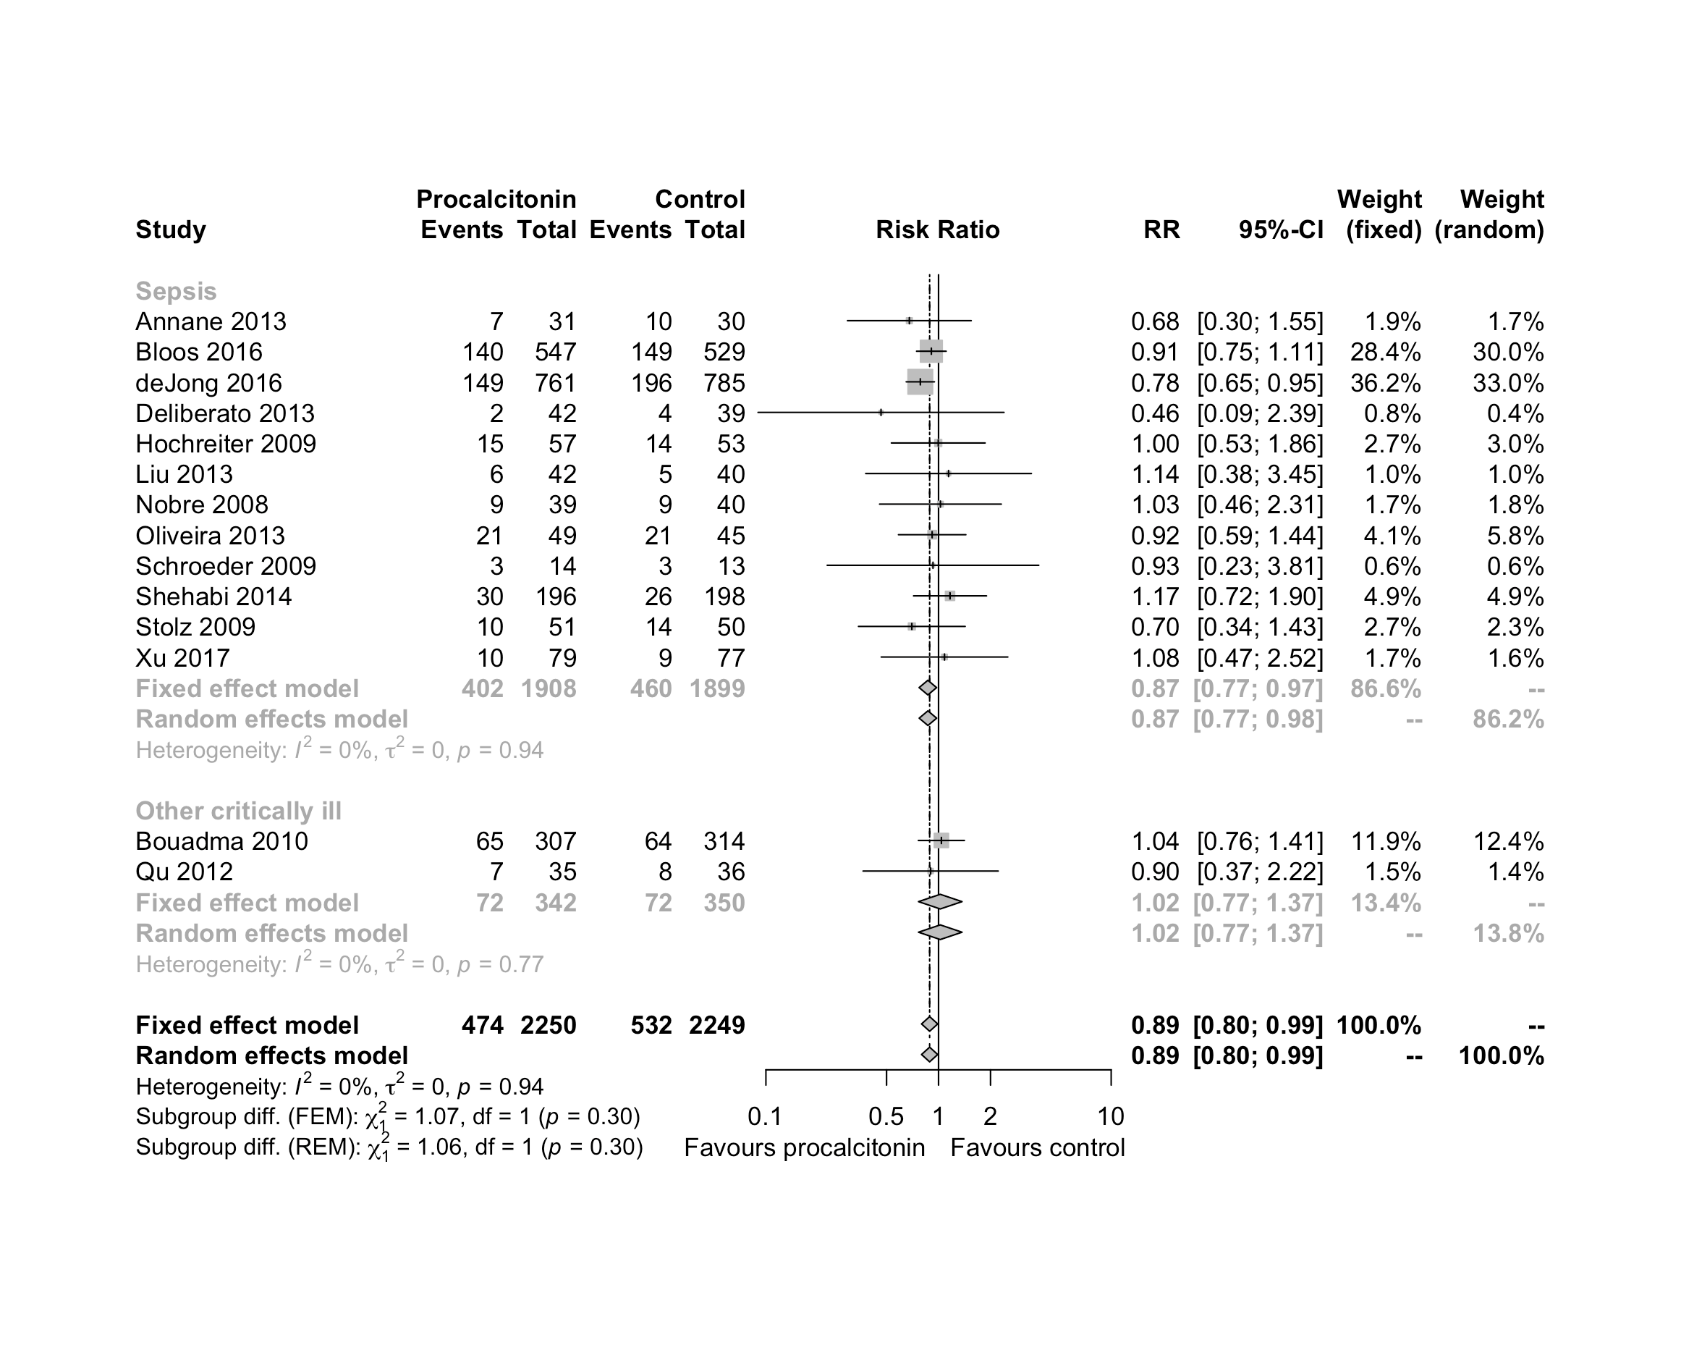 Procalcitonin Control Weight Weight
Study Events Total Events Total Risk Ratio RR 95%-CI (fixed) (random)
Sepsis
Annane 2013 7 31 10 30 0.68 [0.30; 1.55] 1.9% 1.7%
Bloos 2016 140 547 149 529 0.91 [0.75; 1.11] 28.4% 30.0%
deJong 2016 149 761 196 785 0.78 [0.65; 0.95] 36.2% 33.0%
Deliberato 2013 2 42 4 39 0.46 [0.09; 2.39] 0.8% 0.4%
Hochreiter 2009 15 57 14 53 1.00 [0.53; 1.86] 2.7% 3.0%
Liu 2013 6 42 5 40 1.14 [0.38; 3.45] 1.0% 1.0%
Nobre 2008 9 39 9 40 1.03 [0.46; 2.31] 1.7% 1.8%
Oliveira 2013 21 49 21 45 0.92 [0.59; 1.44] 4.1% 5.8%
Schroeder 2009 3 14 3 13 0.93 [0.23; 3.81] 0.6% 0.6%
Shehabi 2014 30 196 26 198 1.17 [0.72; 1.90] 4.9% 4.9%
Stolz 2009 10 51 14 50 0.70 [0.34; 1.43] 2.7% 2.3%
Xu 2017 10 79 9 77 1.08 [0.47; 2.52] 1.7% 1.6%
Fixed effect model 402 1908 460 1899 0.87 [0.77; 0.97] 86.6% --
Random effects model 0.87 [0.77; 0.98] -- 86.2%
Heterogeneity: I² = 0%, τ² = 0, p = 0.94
Other critically ill
Bouadma 2010 65 307 64 314 1.04 [0.76; 1.41] 11.9% 12.4%
Qu 2012 7 35 8 36 0.90 [0.37; 2.22] 1.5% 1.4%
Fixed effect model 72 342 72 350 1.02 [0.77; 1.37] 13.4% --
Random effects model 1.02 [0.77; 1.37] -- 13.8%
Heterogeneity: I² = 0%, τ² = 0, p = 0.77
Fixed effect model 474 2250 532 2249 0.89 [0.80; 0.99] 100.0% --
Random effects model 0.89 [0.80; 0.99] -- 100.0%
Heterogeneity: I² = 0%, τ² = 0, p = 0.94
Subgroup diff. (FEM): χ₁² = 1.07, df = 1 (p = 0.30) 0.1 0.5 1 2 10
Subgroup diff. (REM): χ₁² = 1.06, df = 1 (p = 0.30) Favours procalcitonin Favours control